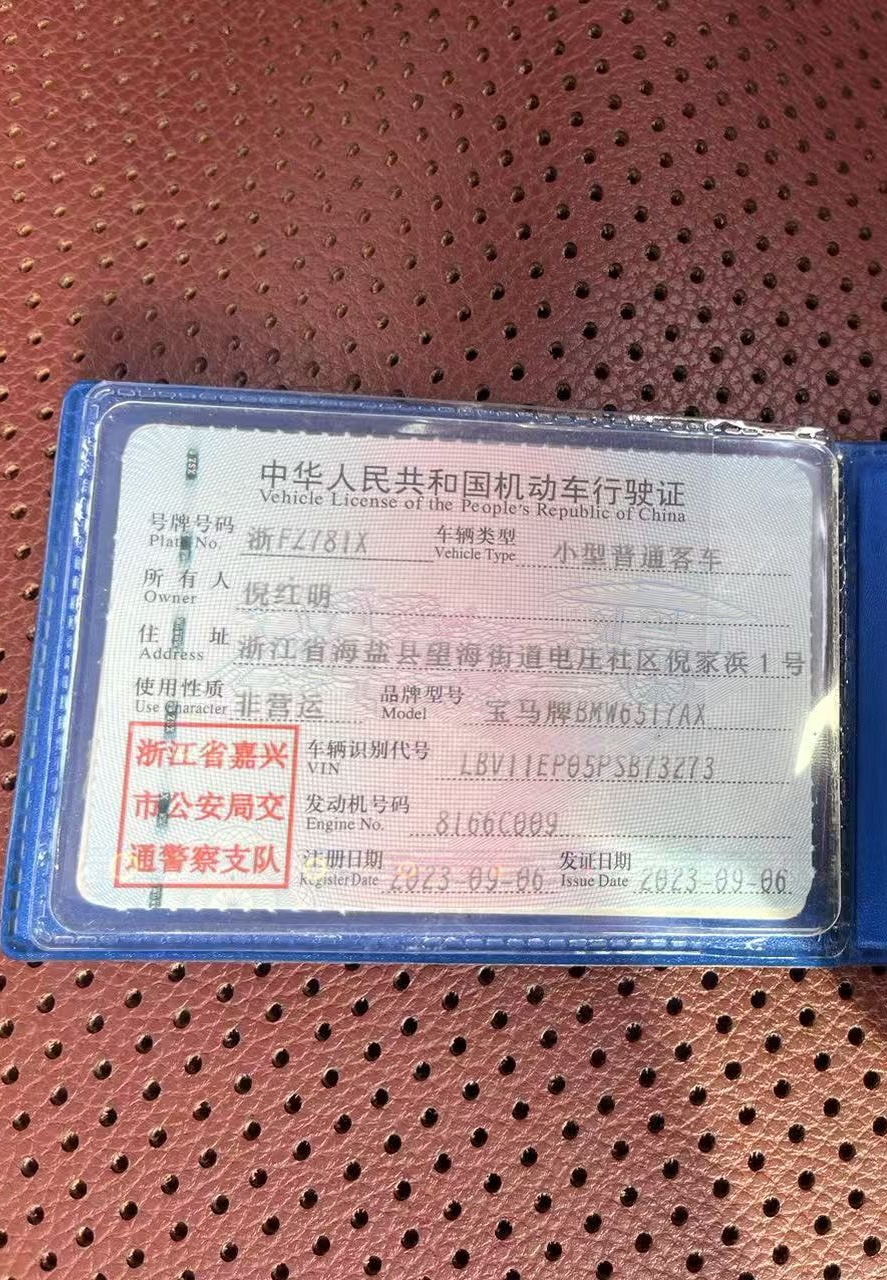 中华人民共和国机动车行驶证
Vehicle License of the People's Republic of China
号牌号码 浙FZ781X 车辆类型 小型普通客车
Plate No. Vehicle Type
所有人 倪红明
Owner
住址 浙江省海盐县望海街道电庄社区倪家浜1号
Address
使用性质 非营运 品牌型号 宝马牌BMW6517AX
Use Character Model
浙江省嘉兴
市公安局交
通警察支队
车辆识别代号 LBV11EP05PSB73273
VIN
发动机号码 8166C009
Engine No.
注册日期 2023-09-06 发证日期 2023-09-06
Register Date Issue Date